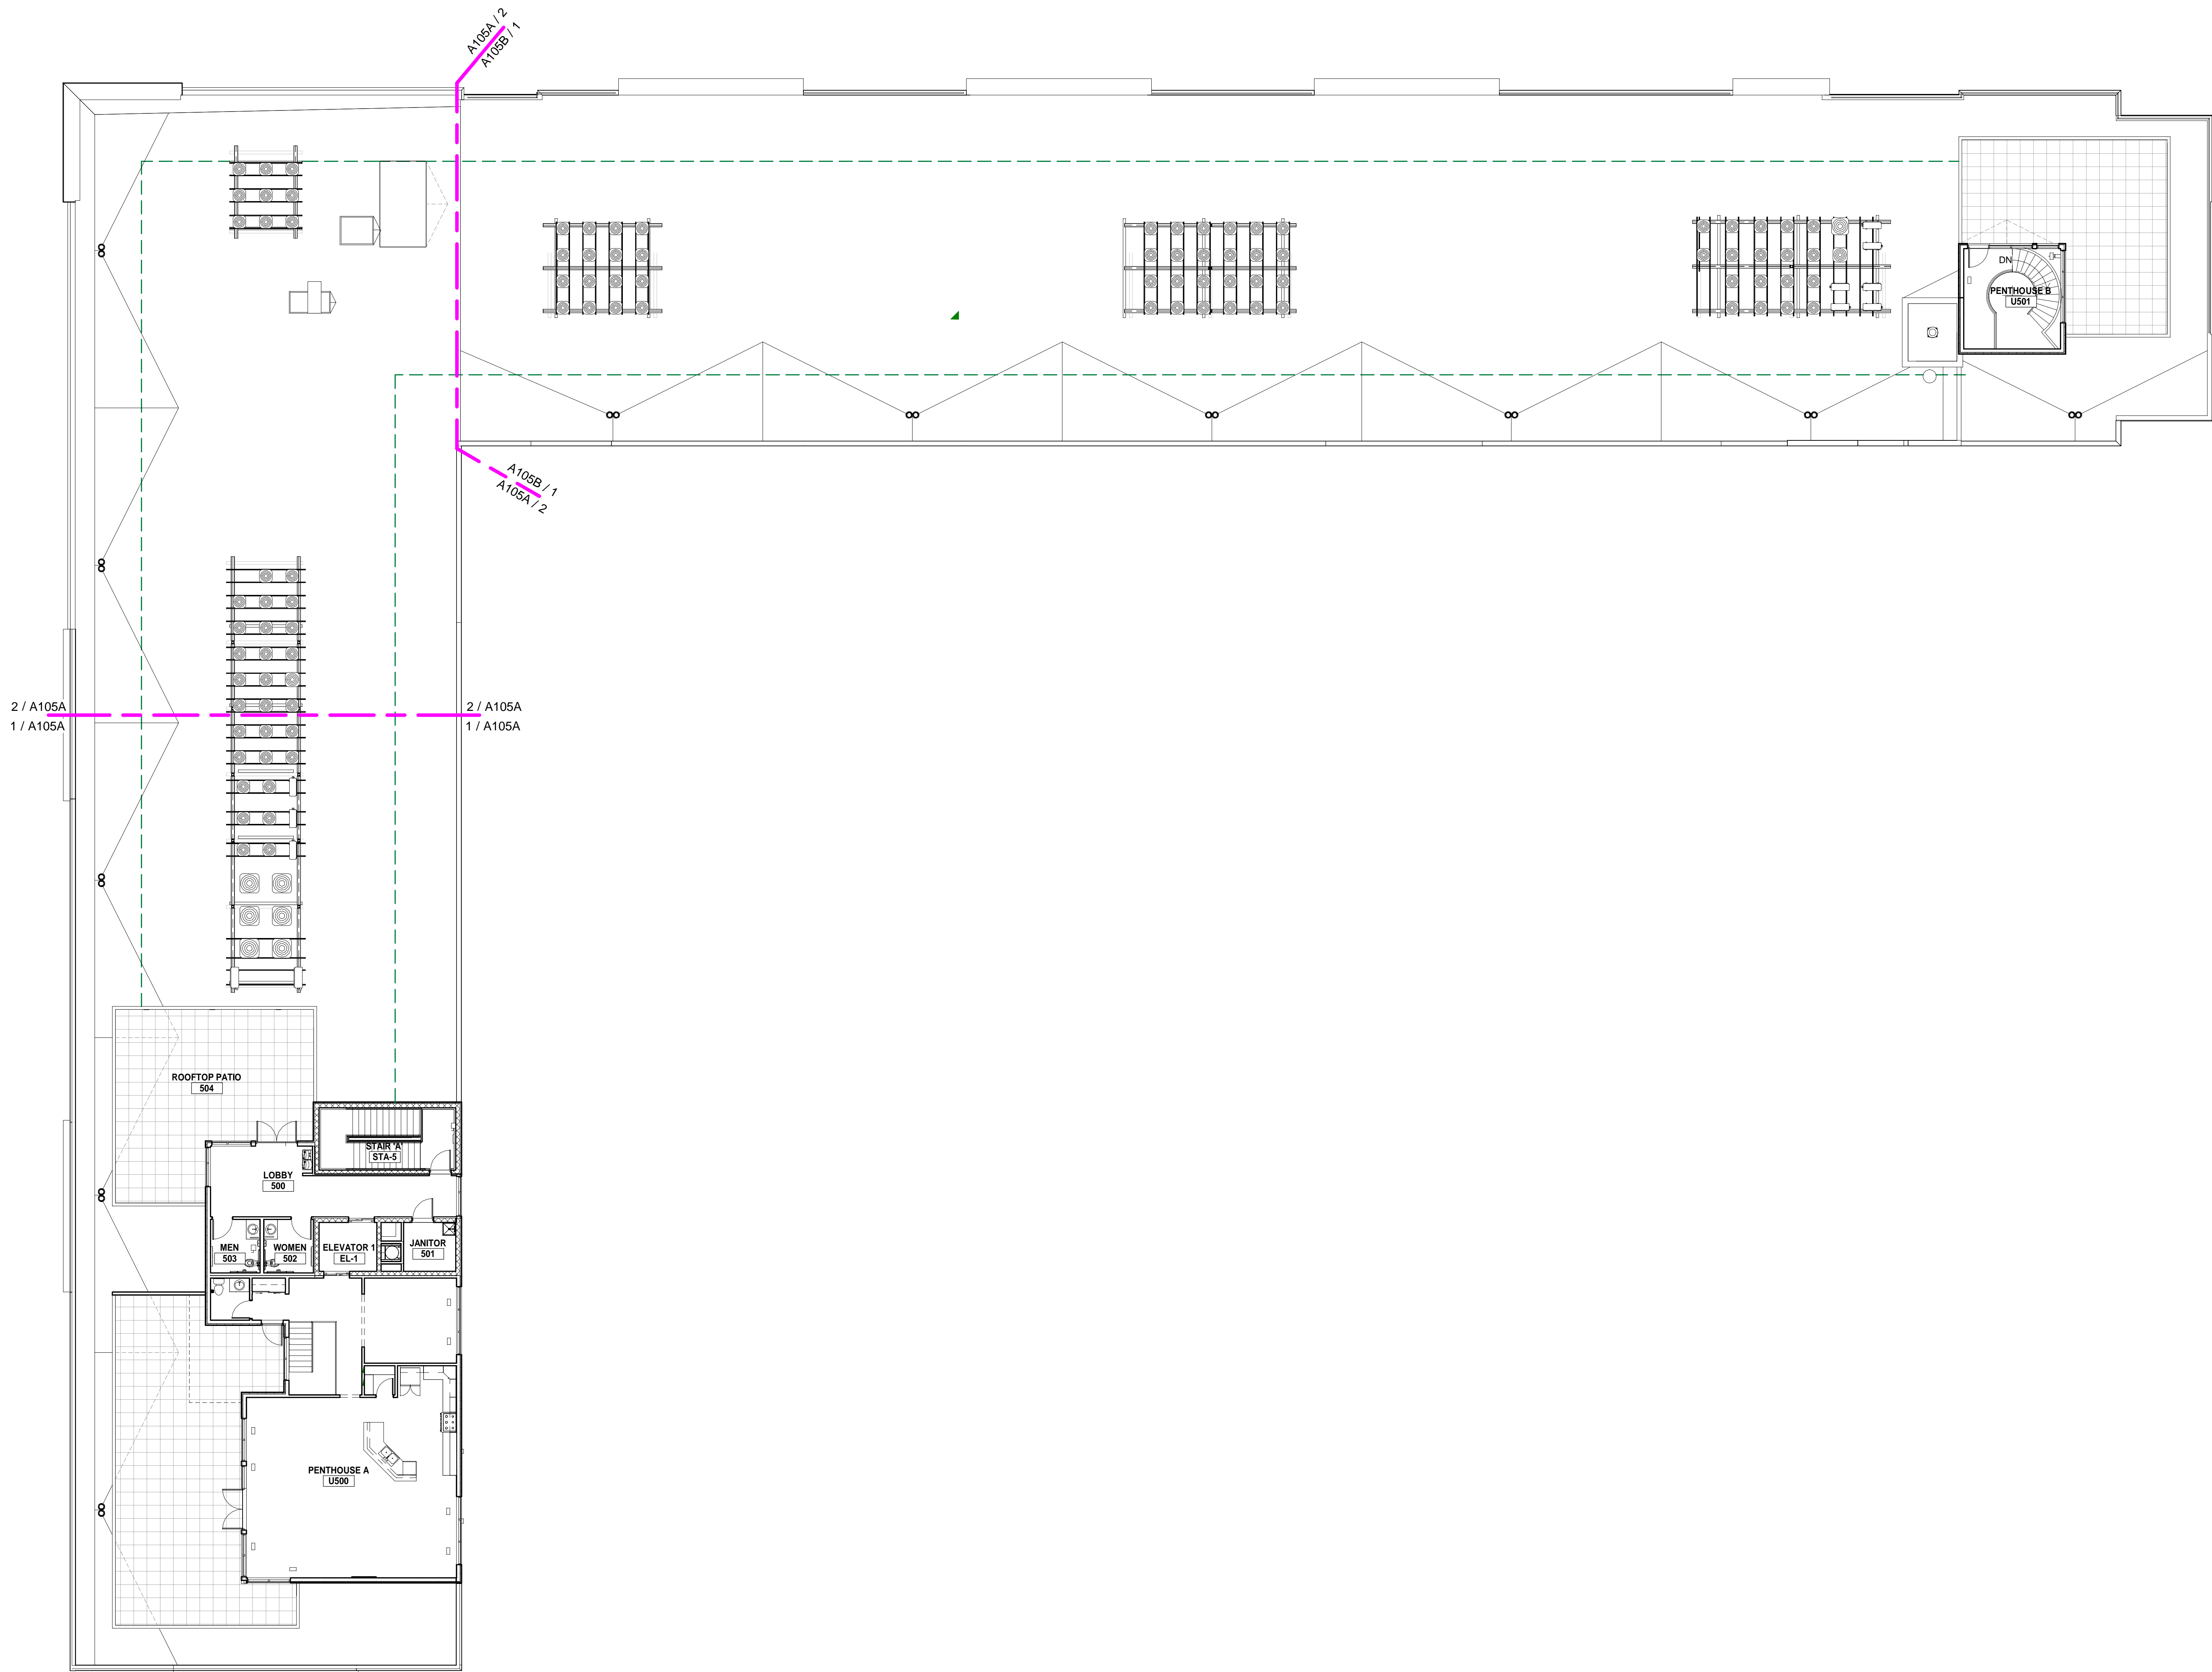 A105A / 2
A105B / 1
DN
PENTHOUSE B
U501
A105B / 1
A105A / 2
2 / A105A
1 / A105A
2 / A105A
1 / A105A
ROOFTOP PATIO
504
STAIR 'A'
STA-5
LOBBY
500
MEN
503
WOMEN
502
ELEVATOR 1
EL-1
JANITOR
501
PENTHOUSE A
U500